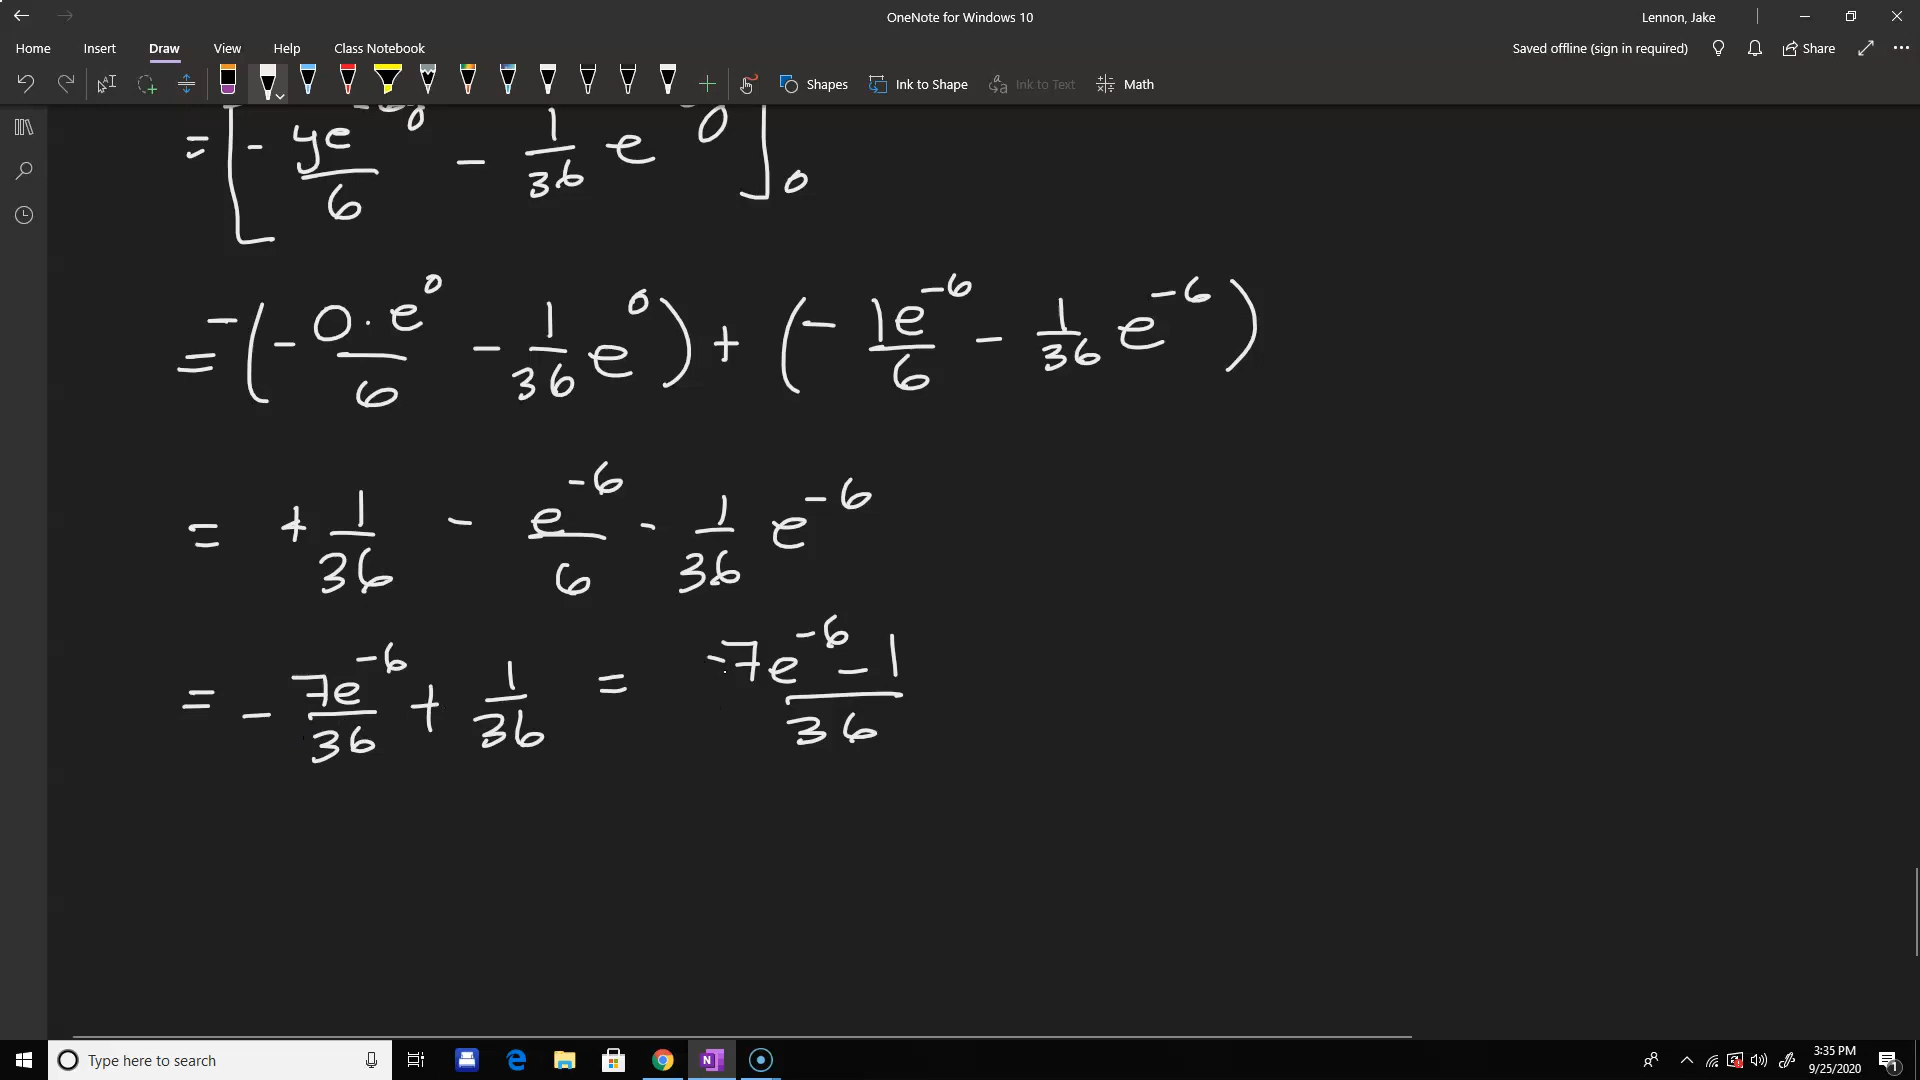 OneNote for Windows 10
Lennon, Jake
Home Insert Draw View Help Class Notebook
Saved offline (sign in required) Share
Shapes Ink to Shape Ink to Text Math
= [ - ye^-6y/6 - 1/36 e ]_0
= -( - 0 · e^0/6 - 1/36 e^0 ) + ( - 1e^-6/6 - 1/36 e^-6 )
= + 1/36 - e^-6/6 - 1/36 e^-6
= - 7e^-6/36 + 1/36 = -7e^-6 - 1/36
Type here to search
3:35 PM
9/25/2020
1